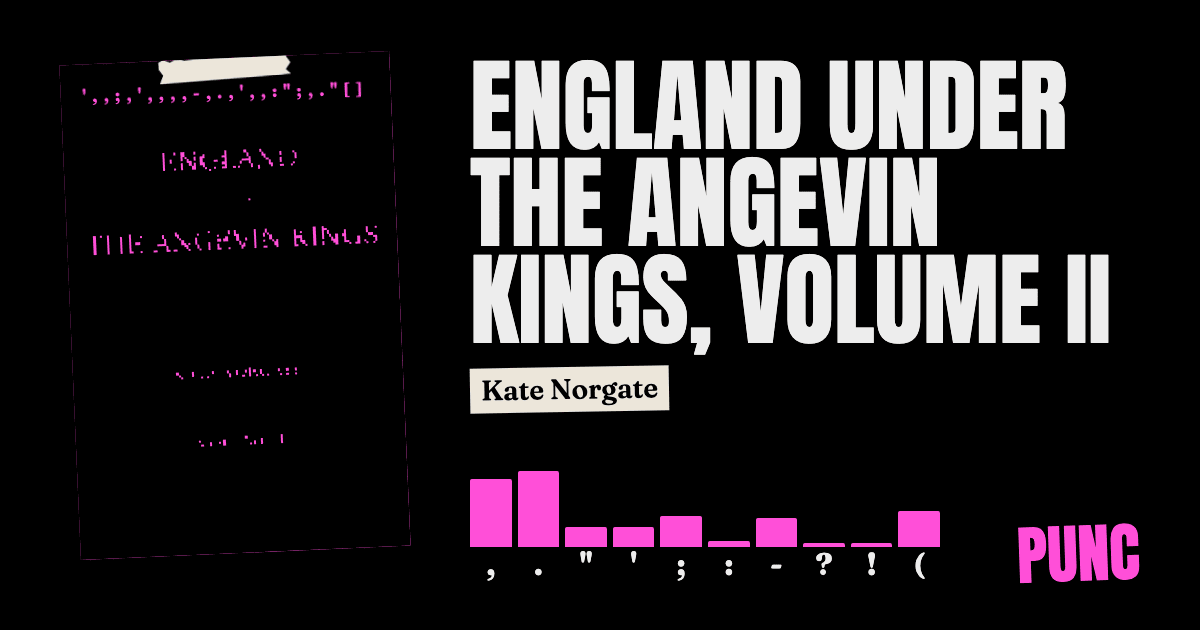 ',,;,',,,,-,.,',,:";,."[]
ENGLAND
THE ANGEVIN KINGS
ENGLAND UNDER
THE ANGEVIN
KINGS, VOLUME II
Kate Norgate
, . " ' ; : - ? ! (
PUNC